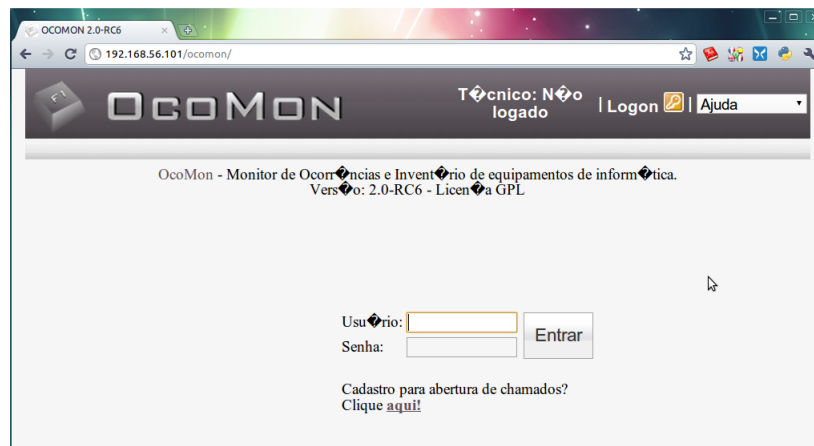 OCOMON 2.0-RC6
192.168.56.101/ocomon/
F1
OcoMon
T�cnico: N�o
logado
| Logon | Ajuda
OcoMon - Monitor de Ocorr�ncias e Invent�rio de equipamentos de inform�tica.
Vers�o: 2.0-RC6 - Licen�a GPL
Usu�rio:
Entrar
Senha:
Cadastro para abertura de chamados?
Clique aqui!